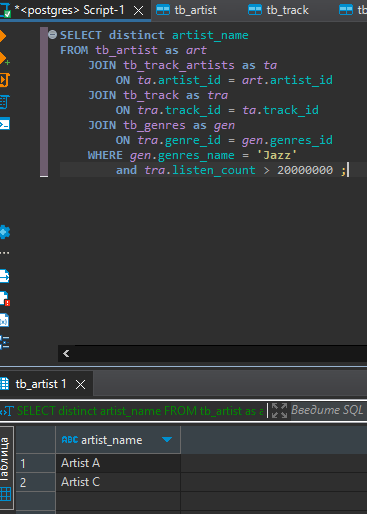 *<postgres> Script-1
tb_artist
tb_track
SELECT distinct artist_name
FROM tb_artist as art
JOIN tb_track_artists as ta
ON ta.artist_id = art.artist_id
JOIN tb_track as tra
ON tra.track_id = ta.track_id
JOIN tb_genres as gen
ON tra.genre_id = gen.genres_id
WHERE gen.genres_name = 'Jazz'
and tra.listen_count > 20000000 ;
tb_artist 1
SELECT distinct artist_name FROM tb_artist as a
Введите SQL
Таблица
ABC artist_name
1 Artist A
2 Artist C